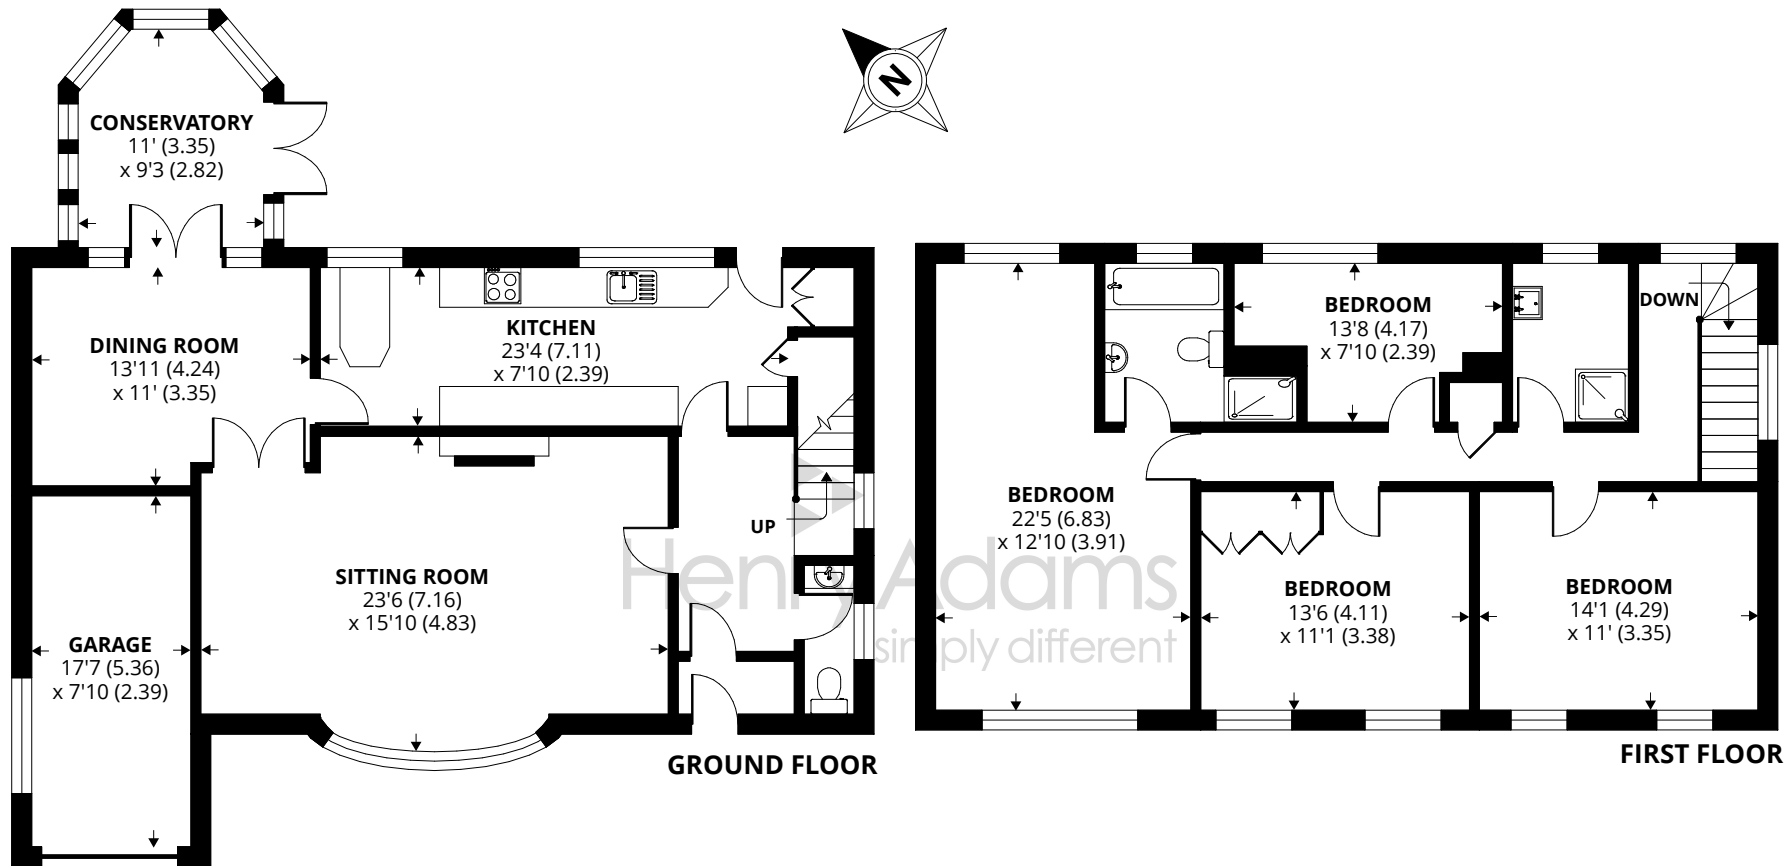 N
CONSERVATORY
11' (3.35)
x 9'3 (2.82)
DINING ROOM
13'11 (4.24)
x 11' (3.35)
KITCHEN
23'4 (7.11)
x 7'10 (2.39)
SITTING ROOM
23'6 (7.16)
x 15'10 (4.83)
GARAGE
17'7 (5.36)
x 7'10 (2.39)
UP
GROUND FLOOR
Henry Adams
simply different
BEDROOM
22'5 (6.83)
x 12'10 (3.91)
BEDROOM
13'8 (4.17)
x 7'10 (2.39)
DOWN
BEDROOM
13'6 (4.11)
x 11'1 (3.38)
BEDROOM
14'1 (4.29)
x 11' (3.35)
FIRST FLOOR